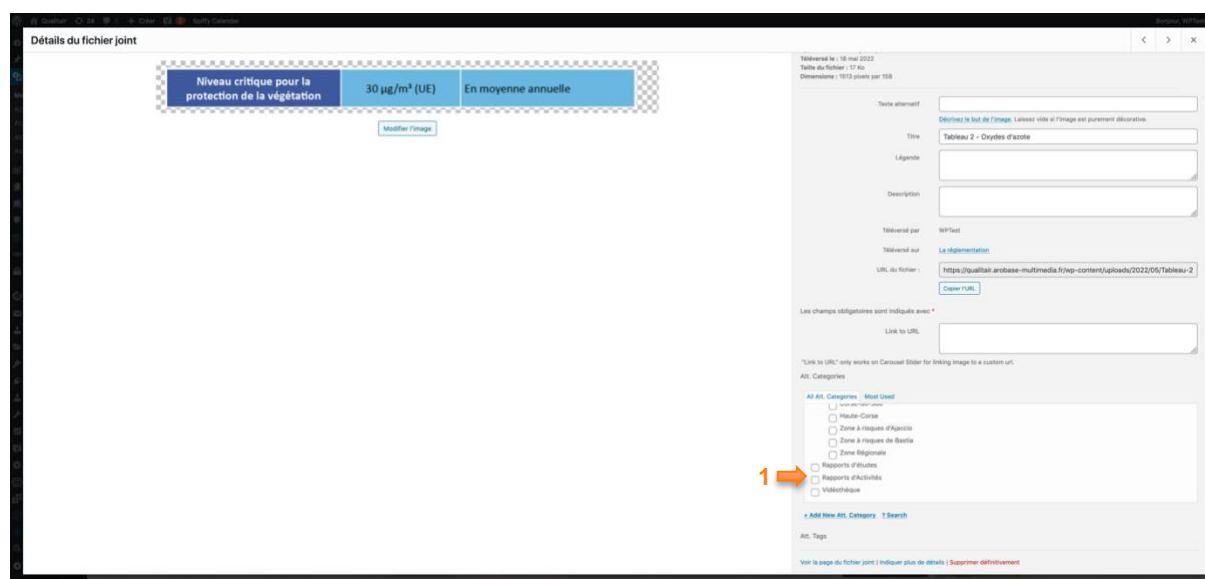 Qualitair 24 + Créer Spiffy Calendar Bonjour, WPTest
Détails du fichier joint
Niveau critique pour la
protection de la végétation
30 µg/m³ (UE)
En moyenne annuelle
Modifier l'image
Téléversé le : 18 mai 2022
Taille du fichier : 17 Ko
Dimensions : 1513 pixels par 158
Texte alternatif
Décrivez le but de l'image. Laissez vide si l'image est purement décorative.
Titre Tableau 2 - Oxydes d'azote
Légende
Description
Téléversé par WPTest
Téléversé sur La réglementation
URL du fichier : https://qualitair.arobase-multimedia.fr/wp-content/uploads/2022/05/Tableau-2
Copier l'URL
Les champs obligatoires sont indiqués avec *
Link to URL
"Link to URL" only works on Carousel Slider for linking image to a custom url.
Att. Categories
All Att. Categories Most Used
Haute-Corse
Zone à risques d'Ajaccio
Zone à risques de Bastia
Zone Régionale
Rapports d'études
1 Rapports d'Activités
Vidéothèque
+ Add New Att. Category ? Search
Att. Tags
Voir la page du fichier joint | Indiquer plus de détails | Supprimer définitivement